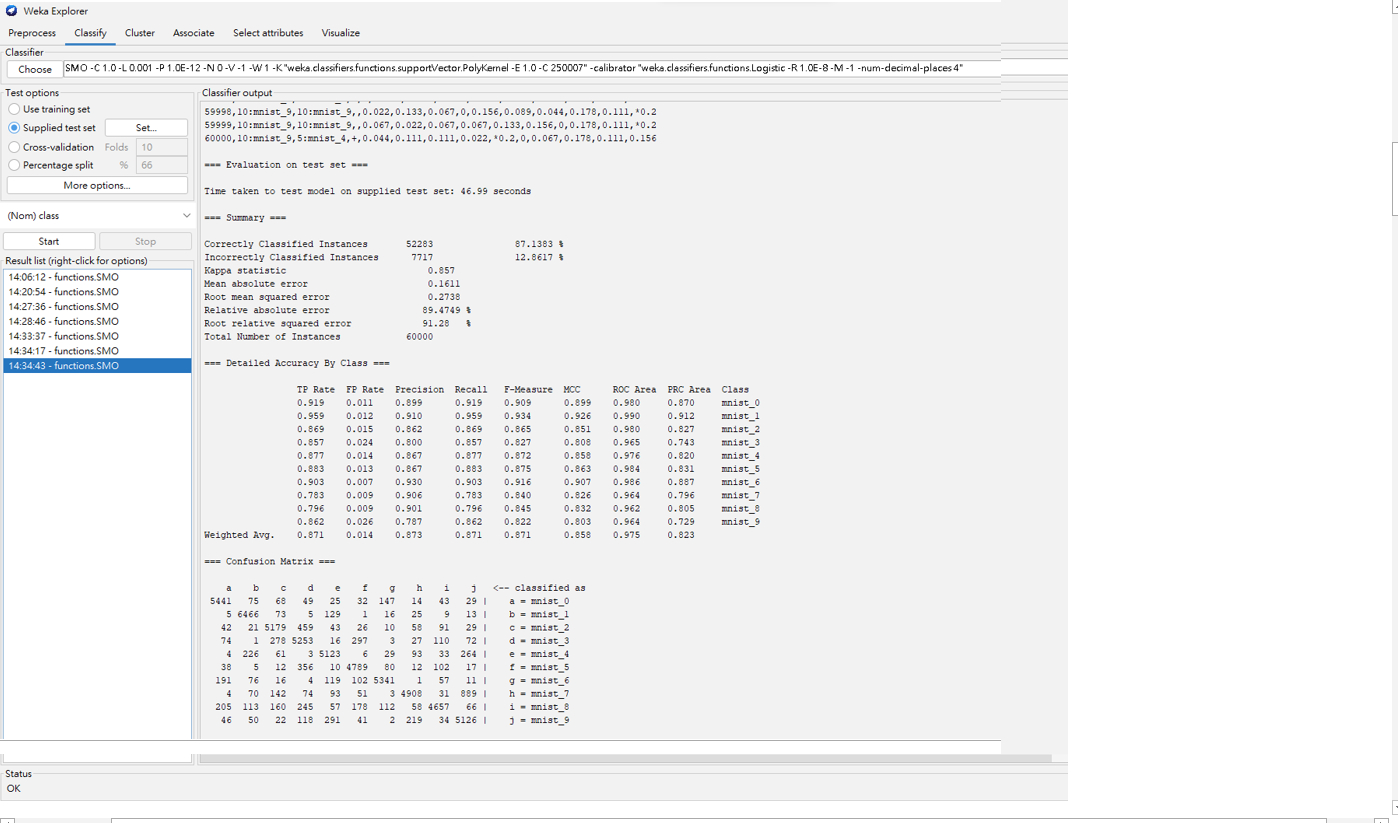 Weka Explorer
Preprocess Classify Cluster Associate Select attributes Visualize
Classifier
Choose SMO -C 1.0 -L 0.001 -P 1.0E-12 -N 0 -V -1 -W 1 -K "weka.classifiers.functions.supportVector.PolyKernel -E 1.0 -C 250007" -calibrator "weka.classifiers.functions.Logistic -R 1.0E-8 -M -1 -num-decimal-places 4"
Test options
Use training set
Supplied test set Set...
Cross-validation Folds 10
Percentage split % 66
More options...
(Nom) class
Start Stop
Result list (right-click for options)
14:06:12 - functions.SMO
14:20:54 - functions.SMO
14:27:36 - functions.SMO
14:28:46 - functions.SMO
14:33:37 - functions.SMO
14:34:17 - functions.SMO
14:34:43 - functions.SMO
Classifier output
59998,10:mnist_9,10:mnist_9,,0.022,0.133,0.067,0,0.156,0.089,0.044,0.178,0.111,*0.2
59999,10:mnist_9,10:mnist_9,,0.067,0.022,0.067,0.067,0.133,0.156,0,0.178,0.111,*0.2
60000,10:mnist_9,5:mnist_4,+,0.044,0.111,0.111,0.022,*0.2,0,0.067,0.178,0.111,0.156
=== Evaluation on test set ===
Time taken to test model on supplied test set: 46.99 seconds
=== Summary ===
Correctly Classified Instances 52283 87.1383 %
Incorrectly Classified Instances 7717 12.8617 %
Kappa statistic 0.857
Mean absolute error 0.1611
Root mean squared error 0.2738
Relative absolute error 89.4749 %
Root relative squared error 91.28 %
Total Number of Instances 60000
=== Detailed Accuracy By Class ===
TP Rate FP Rate Precision Recall F-Measure MCC ROC Area PRC Area Class
0.919 0.011 0.899 0.919 0.909 0.899 0.980 0.870 mnist_0
0.959 0.012 0.910 0.959 0.934 0.926 0.990 0.912 mnist_1
0.869 0.015 0.862 0.869 0.865 0.851 0.980 0.827 mnist_2
0.857 0.024 0.800 0.857 0.827 0.808 0.965 0.743 mnist_3
0.877 0.014 0.867 0.877 0.872 0.858 0.976 0.820 mnist_4
0.883 0.013 0.867 0.883 0.875 0.863 0.984 0.831 mnist_5
0.903 0.007 0.930 0.903 0.916 0.907 0.986 0.887 mnist_6
0.783 0.009 0.906 0.783 0.840 0.826 0.964 0.796 mnist_7
0.796 0.009 0.901 0.796 0.845 0.832 0.962 0.805 mnist_8
0.862 0.026 0.787 0.862 0.822 0.803 0.964 0.729 mnist_9
Weighted Avg. 0.871 0.014 0.873 0.871 0.871 0.858 0.975 0.823
=== Confusion Matrix ===
a b c d e f g h i j <-- classified as
5441 75 68 49 25 32 147 14 43 29 | a = mnist_0
5 6466 73 5 129 1 16 25 9 13 | b = mnist_1
42 21 5179 459 43 26 10 58 91 29 | c = mnist_2
74 1 278 5253 16 297 3 27 110 72 | d = mnist_3
4 226 61 3 5123 6 29 93 33 264 | e = mnist_4
38 5 12 356 10 4789 80 12 102 17 | f = mnist_5
191 76 16 4 119 102 5341 1 57 11 | g = mnist_6
4 70 142 74 93 51 3 4908 31 889 | h = mnist_7
205 113 160 245 57 178 112 58 4657 66 | i = mnist_8
46 50 22 118 291 41 2 219 34 5126 | j = mnist_9
Status
OK